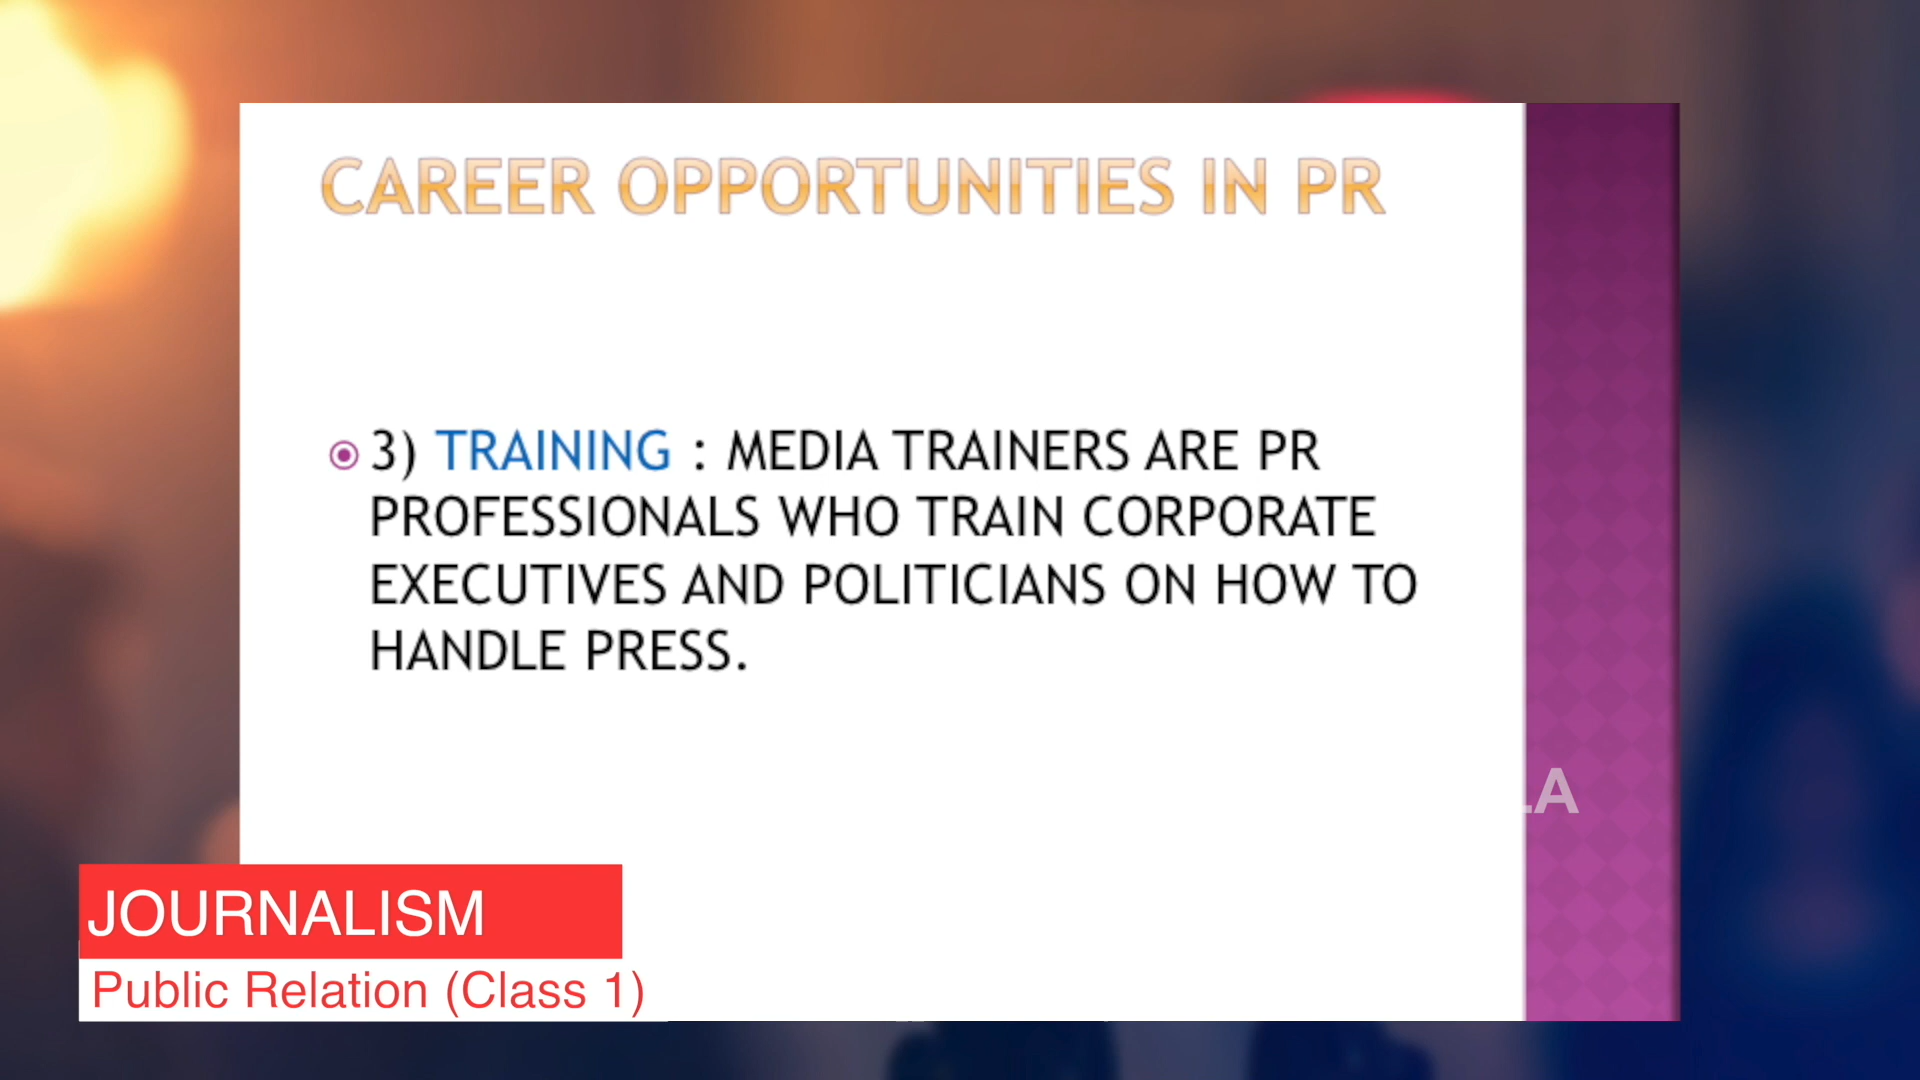 CAREER OPPORTUNITIES IN PR
3) TRAINING : MEDIA TRAINERS ARE PR
PROFESSIONALS WHO TRAIN CORPORATE
EXECUTIVES AND POLITICIANS ON HOW TO
HANDLE PRESS.
JOURNALISM
Public Relation (Class 1)